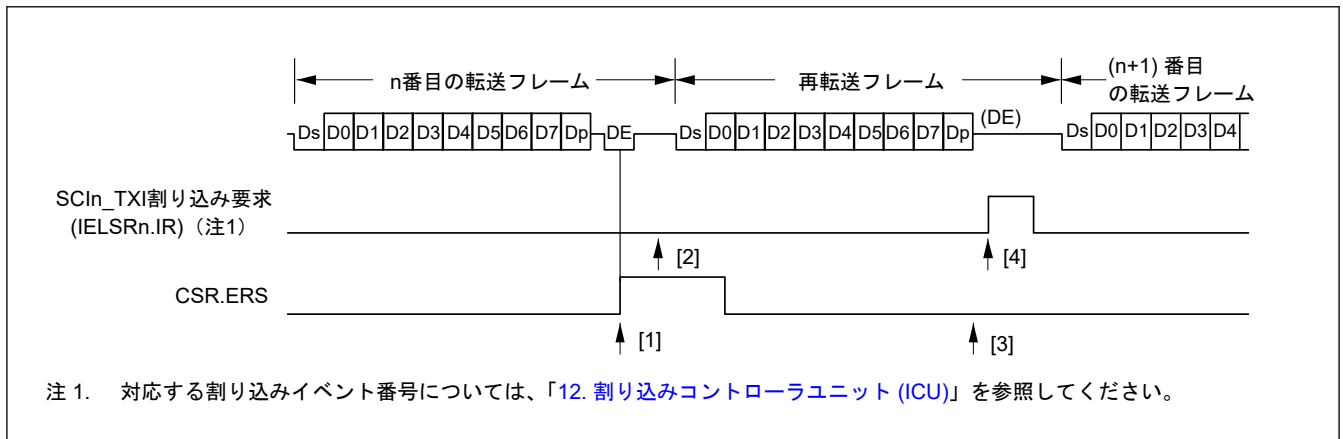 n番目の転送フレーム
再転送フレーム
(n+1) 番目
の転送フレーム
Ds D0 D1 D2 D3 D4 D5 D6 D7 Dp DE Ds D0 D1 D2 D3 D4 D5 D6 D7 Dp (DE) Ds D0 D1 D2 D3 D4
SCIn_TXI割り込み要求
(IELSRn.IR)（注1）
[2] [4]
CSR.ERS
[1] [3]
注 1. 対応する割り込みイベント番号については、「12. 割り込みコントローラユニット (ICU)」を参照してください。